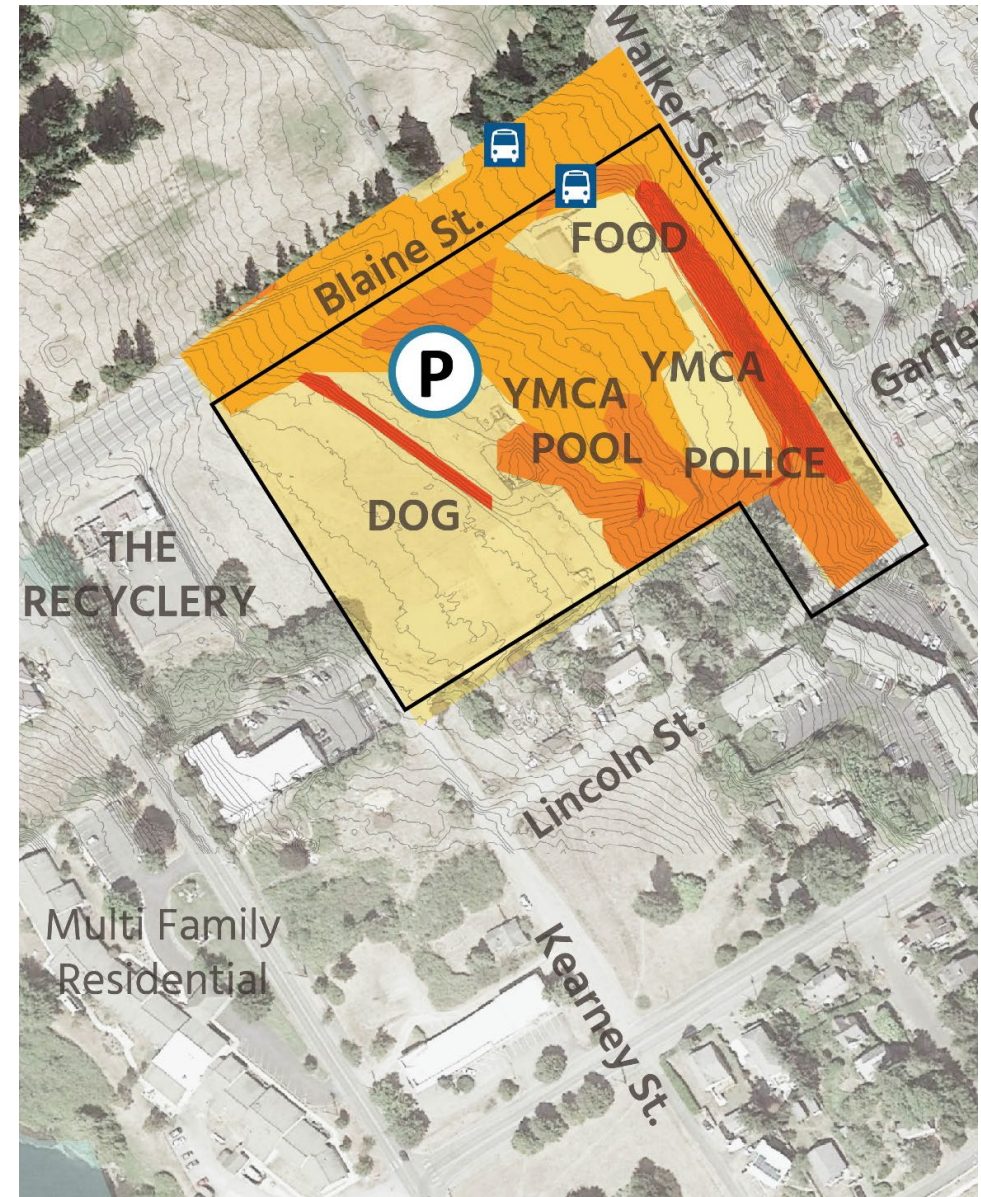 Walker St.
Blaine St.
FOOD
P
YMCA
YMCA
POOL
POLICE
DOG
THE
RECYCLERY
Lincoln St.
Multi Family
Residential
Kearney St.